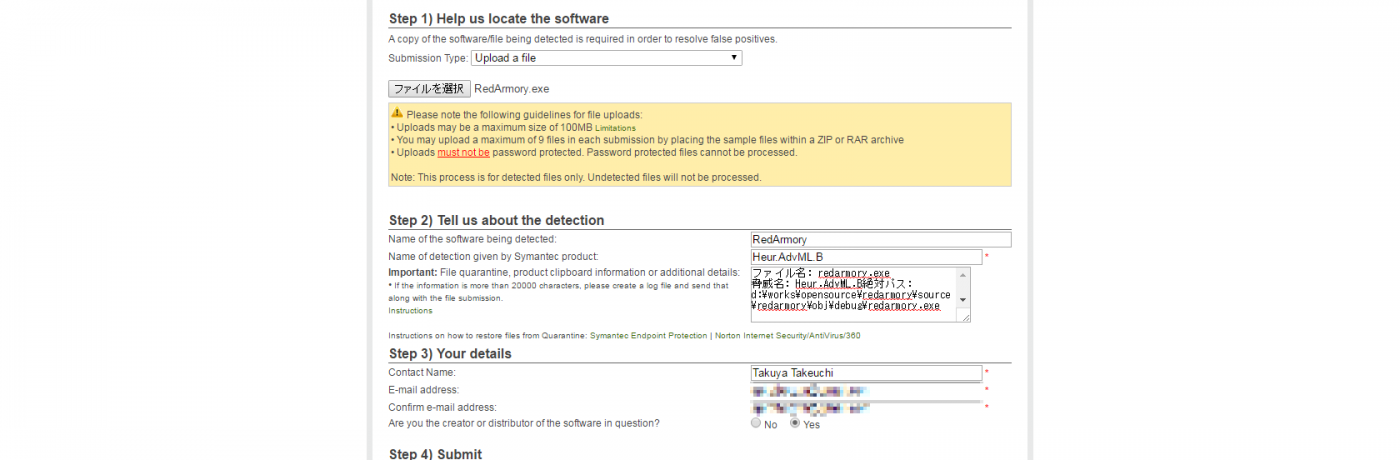 Step 1) Help us locate the software
A copy of the software/file being detected is required in order to resolve false positives.
Submission Type: Upload a file
ファイルを選択 RedArmory.exe
Please note the following guidelines for file uploads:
• Uploads may be a maximum size of 100MB Limitations
• You may upload a maximum of 9 files in each submission by placing the sample files within a ZIP or RAR archive
• Uploads must not be password protected. Password protected files cannot be processed.
Note: This process is for detected files only. Undetected files will not be processed.
Step 2) Tell us about the detection
Name of the software being detected: RedArmory
Name of detection given by Symantec product: Heur.AdvML.B *
Important: File quarantine, product clipboard information or additional details:
* If the information is more than 20000 characters, please create a log file and send that
along with the file submission.
Instructions
ファイル名: redarmory.exe
脅威名: Heur.AdvML.B絶対パス:
d:¥works¥opensource¥redarmory¥source
¥redarmory¥obj¥debug¥redarmory.exe
Instructions on how to restore files from Quarantine: Symantec Endpoint Protection | Norton Internet Security/AntiVirus/360
Step 3) Your details
Contact Name: Takuya Takeuchi *
E-mail address: *
Confirm e-mail address: *
Are you the creator or distributor of the software in question? No Yes
Step 4) Submit